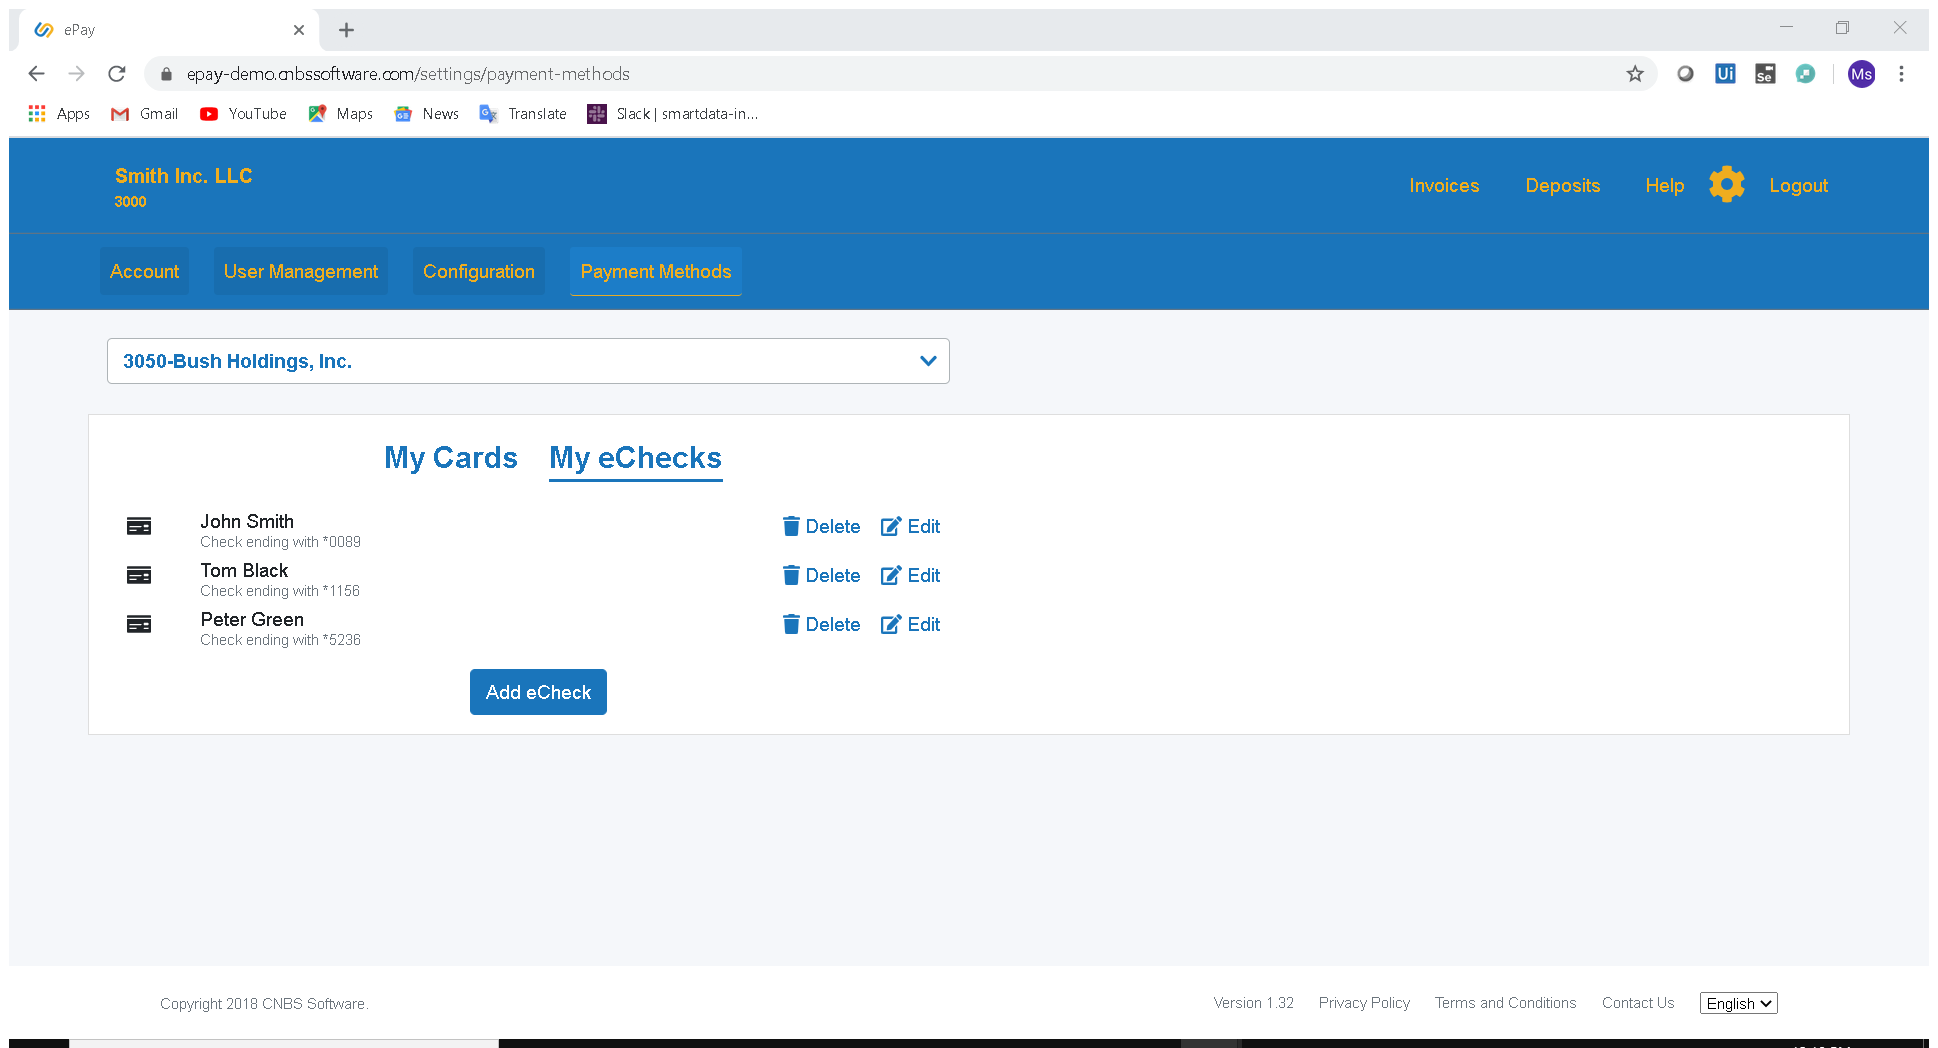 ePay
epay-demo.cnbssoftware.com/settings/payment-methods
Ui Se Ms
Apps Gmail YouTube Maps News Translate Slack | smartdata-in...
Smith Inc. LLC
3000
Invoices Deposits Help Logout
Account User Management Configuration Payment Methods
3050-Bush Holdings, Inc.
My Cards My eChecks
John Smith
Check ending with *0089
Delete Edit
Tom Black
Check ending with *1156
Delete Edit
Peter Green
Check ending with *5236
Delete Edit
Add eCheck
Copyright 2018 CNBS Software.
Version 1.32 Privacy Policy Terms and Conditions Contact Us English